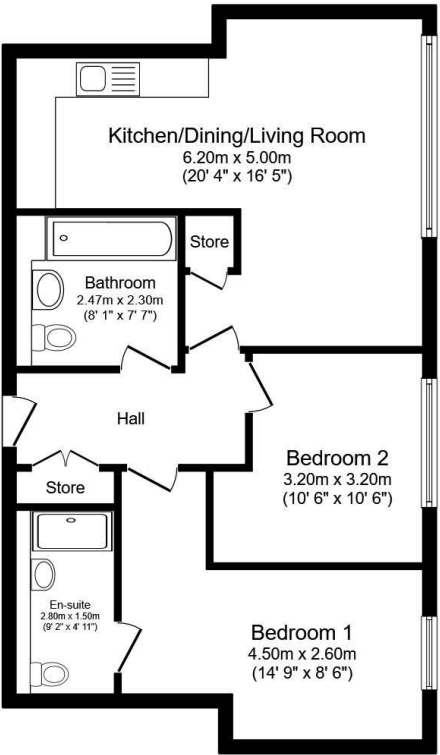 Kitchen/Dining/Living Room
6.20m x 5.00m
(20' 4" x 16' 5")
Store
Bathroom
2.47m x 2.30m
(8' 1" x 7' 7")
Hall
Bedroom 2
3.20m x 3.20m
(10' 6" x 10' 6")
Store
En-suite
2.80m x 1.50m
(9' 2" x 4' 11")
Bedroom 1
4.50m x 2.60m
(14' 9" x 8' 6")